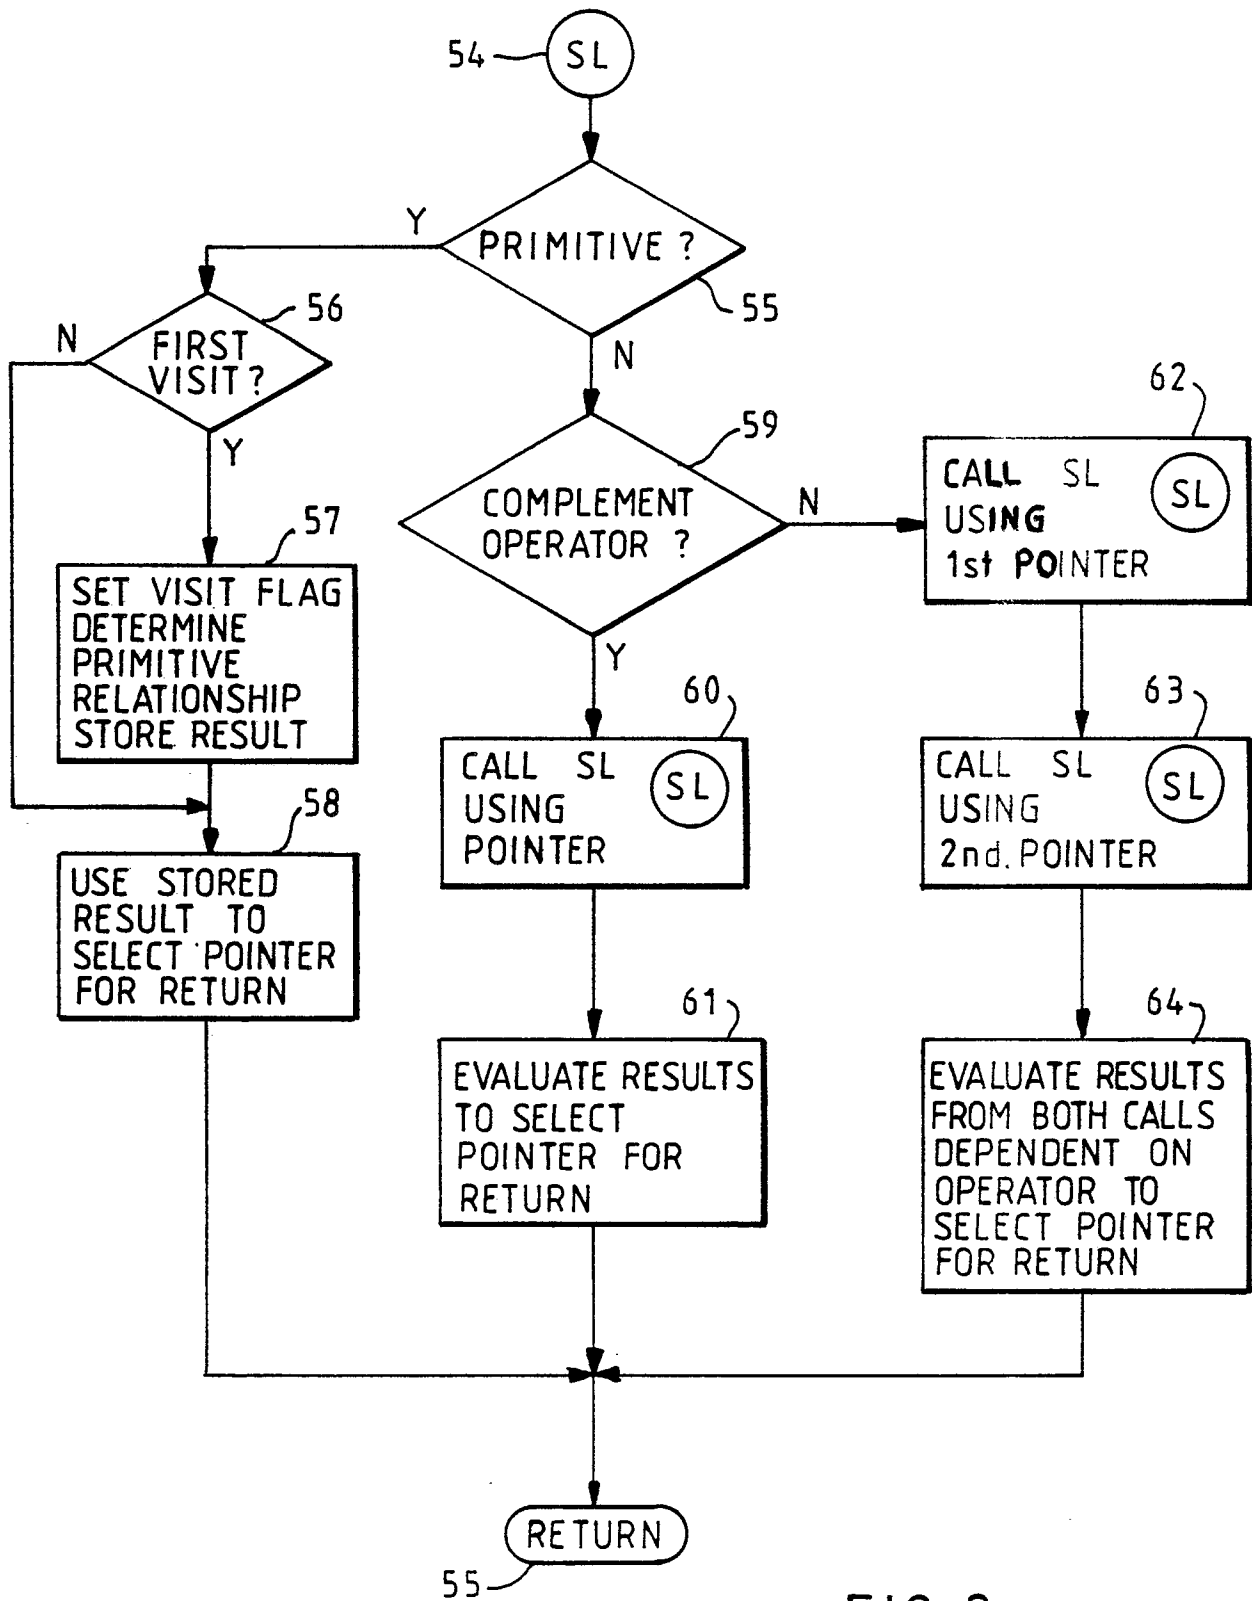 54
SL
Y
PRIMITIVE ?
55
56
N
FIRST
VISIT ?
N
Y
59
62
COMPLEMENT
OPERATOR ?
N
CALL SL
USING
1st POINTER
SL
57
SET VISIT FLAG
DETERMINE
PRIMITIVE
RELATIONSHIP
STORE RESULT
Y
60
CALL SL
USING
POINTER
SL
63
CALL SL
USING
2nd. POINTER
SL
58
USE STORED
RESULT TO
SELECT POINTER
FOR RETURN
61
EVALUATE RESULTS
TO SELECT
POINTER FOR
RETURN
64
EVALUATE RESULTS
FROM BOTH CALLS
DEPENDENT ON
OPERATOR TO
SELECT POINTER
FOR RETURN
RETURN
55